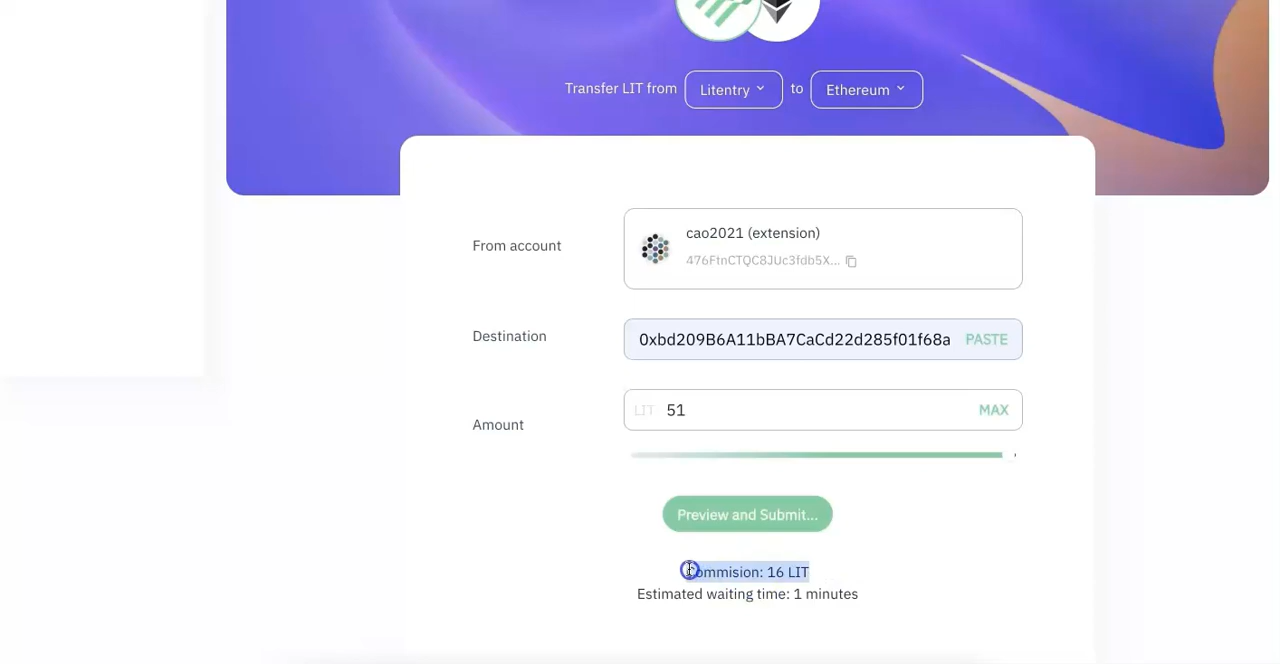 Transfer LIT from Litentry to Ethereum
From account
cao2021 (extension)
476FtnCTQC8JUc3fdb5X...
Destination
0xbd209B6A11bBA7CaCd22d285f01f68a PASTE
Amount
LIT 51 MAX
Preview and Submit...
Commision: 16 LIT
Estimated waiting time: 1 minutes